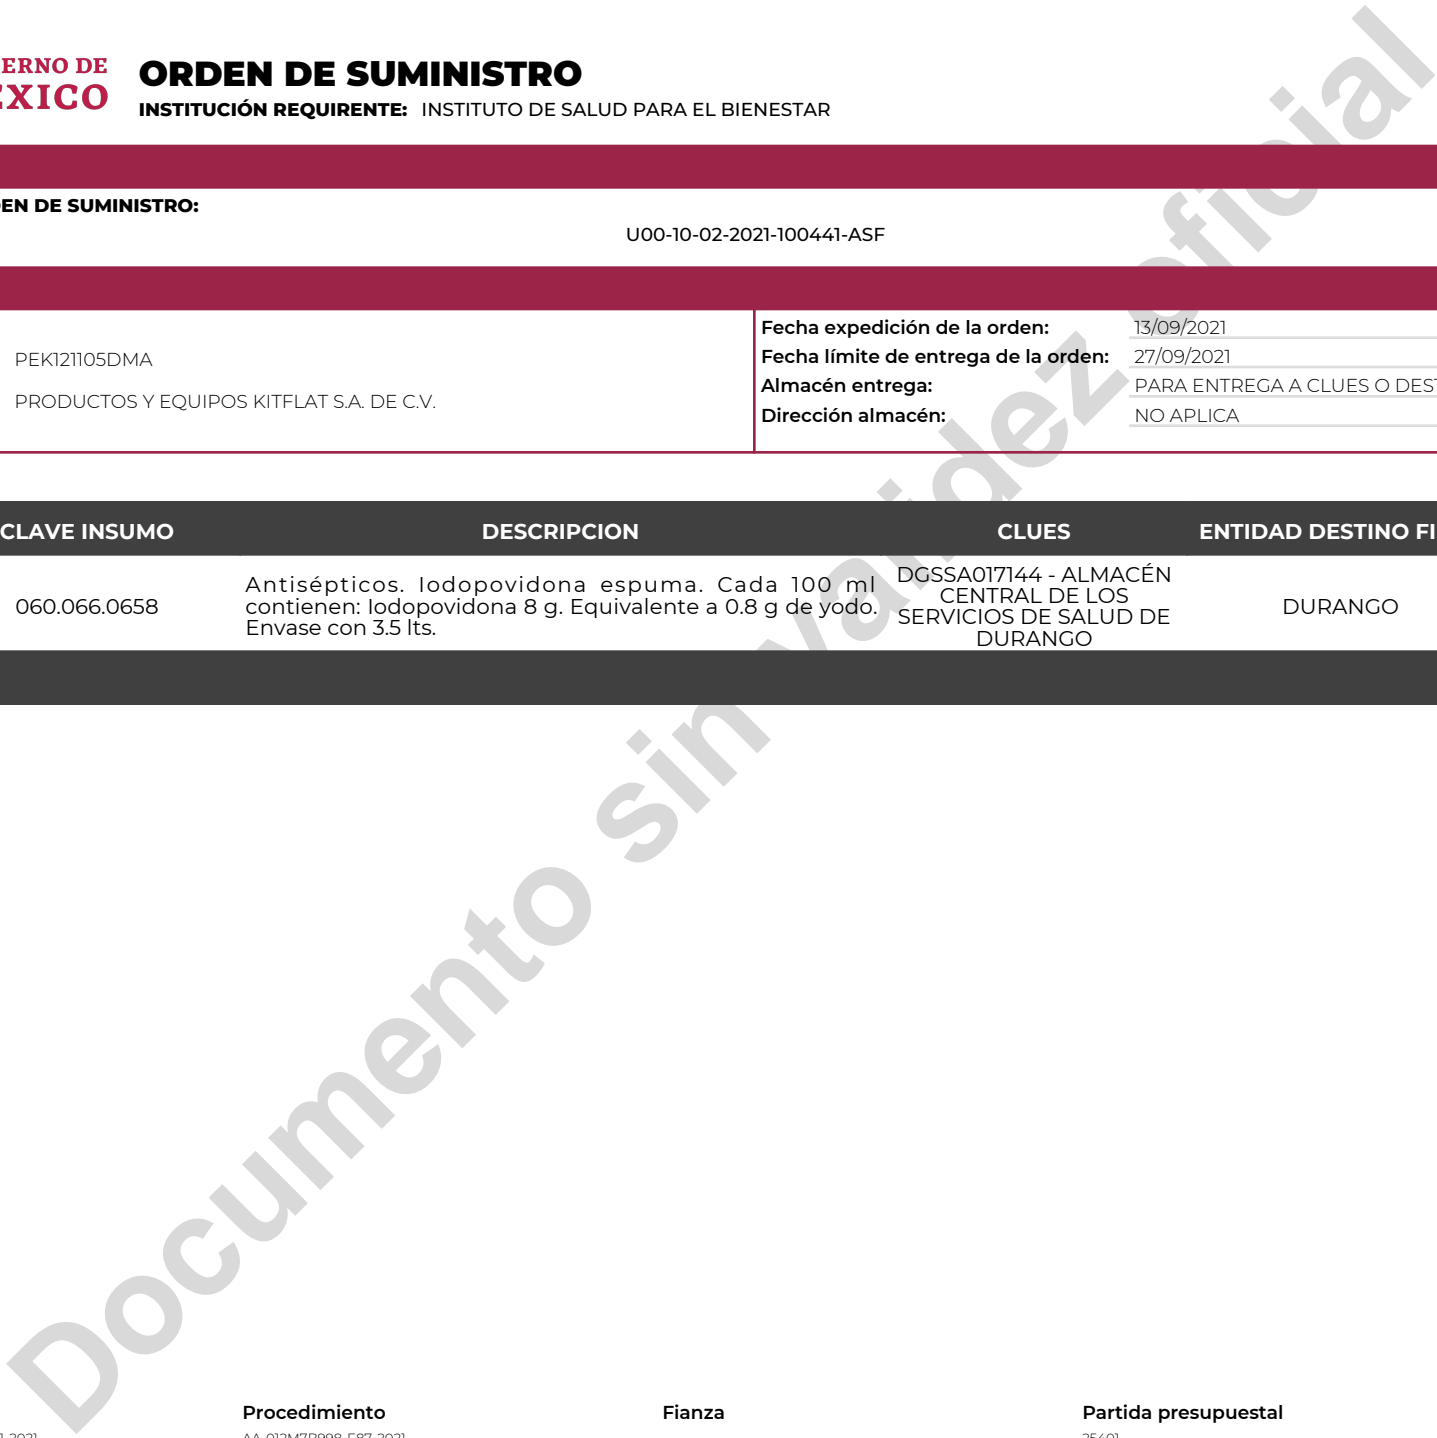 ERNO DE
ORDEN DE SUMINISTRO
EXICO
INSTITUCIÓN REQUIRENTE: INSTITUTO DE SALUD PARA EL BIENESTAR
EN DE SUMINISTRO:
U00-10-02-2021-100441-ASF
PEK121105DMA
PRODUCTOS Y EQUIPOS KITFLAT S.A. DE C.V.
Fecha expedición de la orden: 13/09/2021
Fecha límite de entrega de la orden: 27/09/2021
Almacén entrega: PARA ENTREGA A CLUES O DEST
Dirección almacén: NO APLICA
CLAVE INSUMO DESCRIPCION CLUES ENTIDAD DESTINO FI
060.066.0658
Antisépticos. Iodopovidona espuma. Cada 100 ml
contienen: Iodopovidona 8 g. Equivalente a 0.8 g de yodo.
Envase con 3.5 lts.
DGSSA017144 - ALMACÉN
CENTRAL DE LOS
SERVICIOS DE SALUD DE
DURANGO
DURANGO
Documento sin validez oficial
Procedimiento Fianza Partida presupuestal